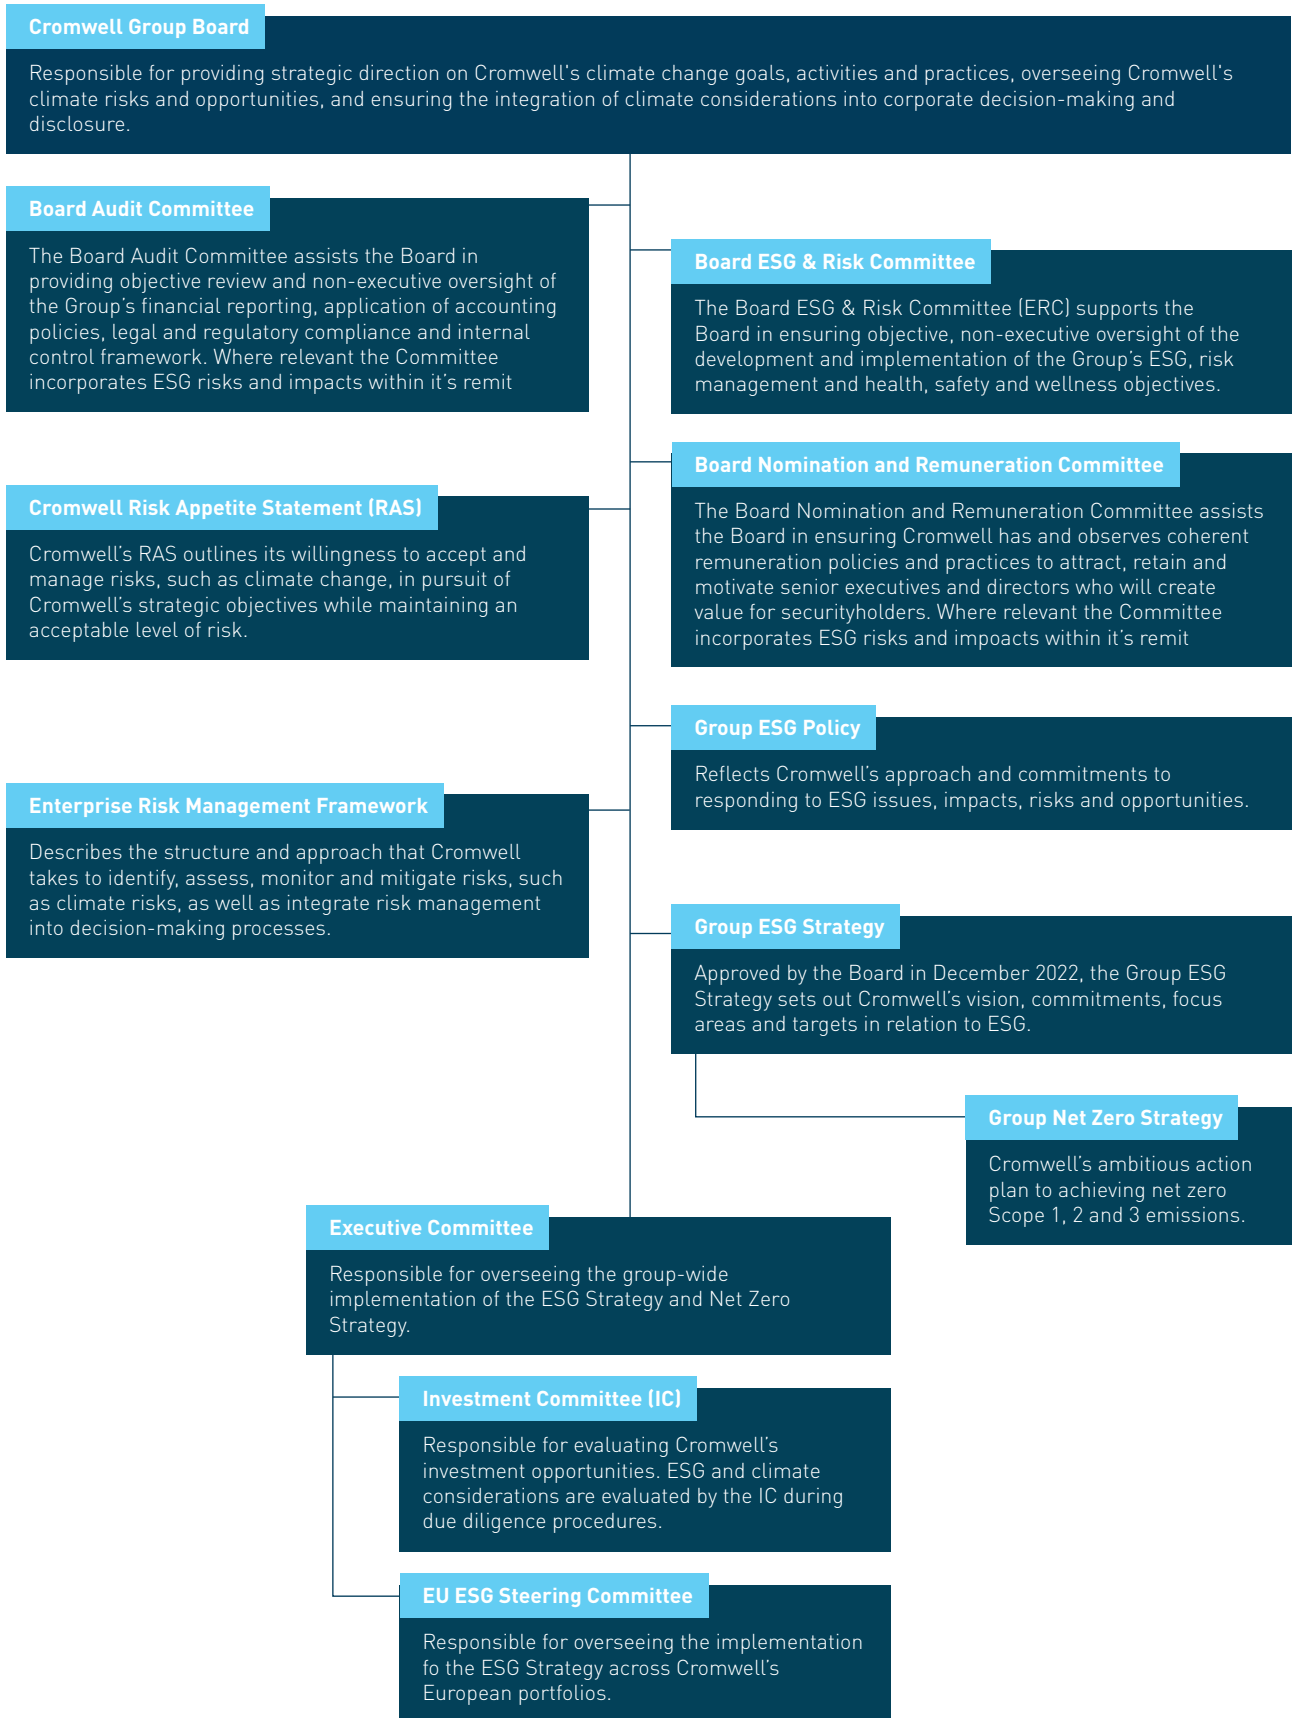 Cromwell Group Board
Responsible for providing strategic direction on Cromwell's climate change goals, activities and practices, overseeing Cromwell's
climate risks and opportunities, and ensuring the integration of climate considerations into corporate decision-making and
disclosure.
Board Audit Committee
The Board Audit Committee assists the Board in
providing objective review and non-executive oversight of
the Group’s financial reporting, application of accounting
policies, legal and regulatory compliance and internal
control framework. Where relevant the Committee
incorporates ESG risks and impacts within it’s remit
Board ESG & Risk Committee
The Board ESG & Risk Committee (ERC) supports the
Board in ensuring objective, non-executive oversight of the
development and implementation of the Group’s ESG, risk
management and health, safety and wellness objectives.
Board Nomination and Remuneration Committee
The Board Nomination and Remuneration Committee assists
the Board in ensuring Cromwell has and observes coherent
remuneration policies and practices to attract, retain and
motivate senior executives and directors who will create
value for securityholders. Where relevant the Committee
incorporates ESG risks and impoacts within it’s remit
Cromwell Risk Appetite Statement (RAS)
Cromwell’s RAS outlines its willingness to accept and
manage risks, such as climate change, in pursuit of
Cromwell’s strategic objectives while maintaining an
acceptable level of risk.
Group ESG Policy
Reflects Cromwell’s approach and commitments to
responding to ESG issues, impacts, risks and opportunities.
Enterprise Risk Management Framework
Describes the structure and approach that Cromwell
takes to identify, assess, monitor and mitigate risks, such
as climate risks, as well as integrate risk management
into decision-making processes.
Group ESG Strategy
Approved by the Board in December 2022, the Group ESG
Strategy sets out Cromwell’s vision, commitments, focus
areas and targets in relation to ESG.
Group Net Zero Strategy
Cromwell’s ambitious action
plan to achieving net zero
Scope 1, 2 and 3 emissions.
Executive Committee
Responsible for overseeing the group-wide
implementation of the ESG Strategy and Net Zero
Strategy.
Investment Committee (IC)
Responsible for evaluating Cromwell’s
investment opportunities. ESG and climate
considerations are evaluated by the IC during
due diligence procedures.
EU ESG Steering Committee
Responsible for overseeing the implementation
fo the ESG Strategy across Cromwell’s
European portfolios.